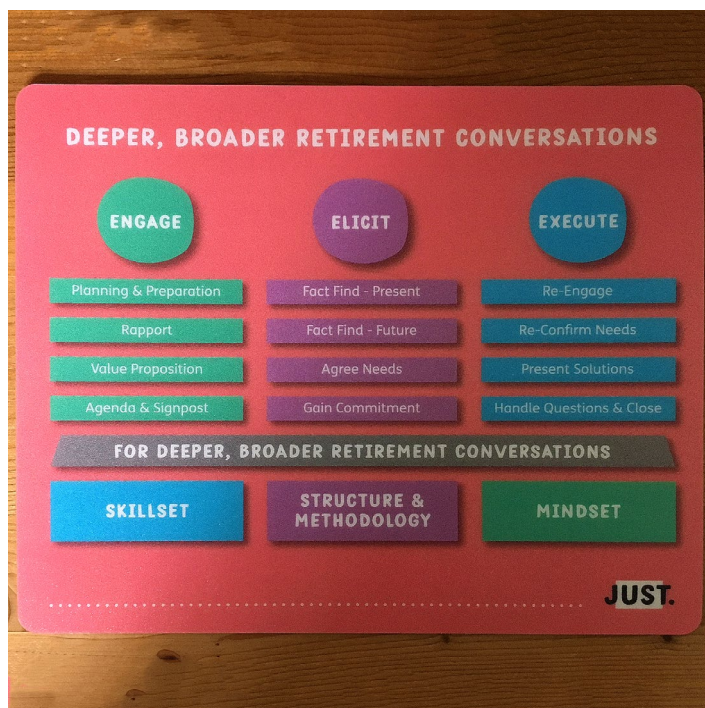 DEEPER, BROADER RETIREMENT CONVERSATIONS
ENGAGE
Planning & Preparation
Rapport
Value Proposition
Agenda & Signpost
ELICIT
Fact Find - Present
Fact Find - Future
Agree Needs
Gain Commitment
EXECUTE
Re-Engage
Re-Confirm Needs
Present Solutions
Handle Questions & Close
FOR DEEPER, BROADER RETIREMENT CONVERSATIONS
SKILLSET
STRUCTURE &
METHODOLOGY
MINDSET
JUST.